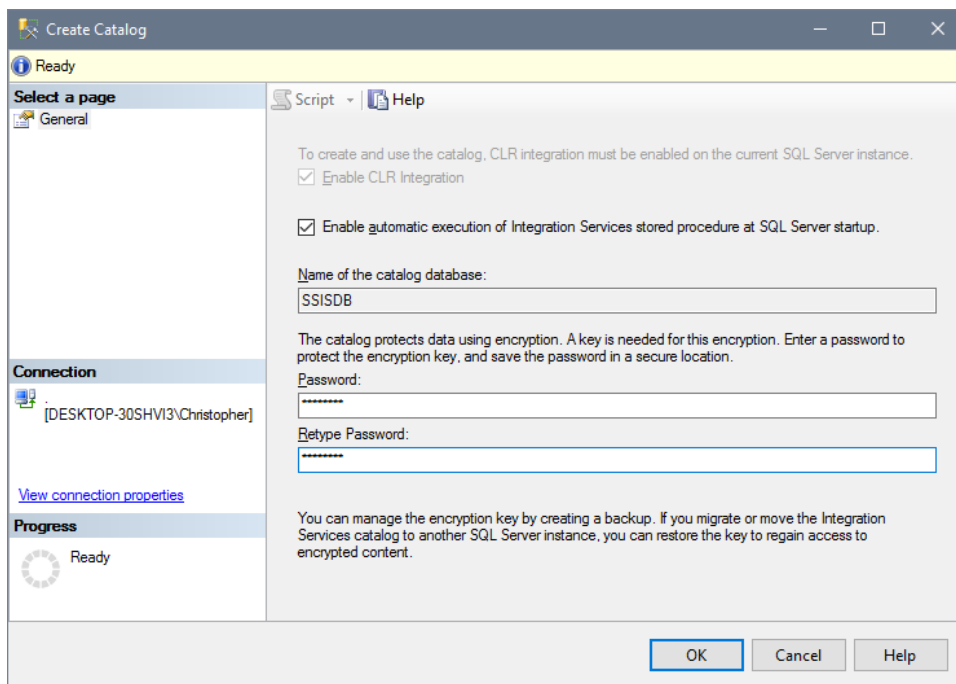 Create Catalog
Ready
Select a page
General
Script
Help
To create and use the catalog, CLR integration must be enabled on the current SQL Server instance.
Enable CLR Integration
Enable automatic execution of Integration Services stored procedure at SQL Server startup.
Name of the catalog database:
SSISDB
The catalog protects data using encryption. A key is needed for this encryption. Enter a password to
protect the encryption key, and save the password in a secure location.
Password:
********
Retype Password:
********
You can manage the encryption key by creating a backup. If you migrate or move the Integration
Services catalog to another SQL Server instance, you can restore the key to regain access to
encrypted content.
Connection
.
[DESKTOP-30SHVI3\Christopher]
View connection properties
Progress
Ready
OK
Cancel
Help